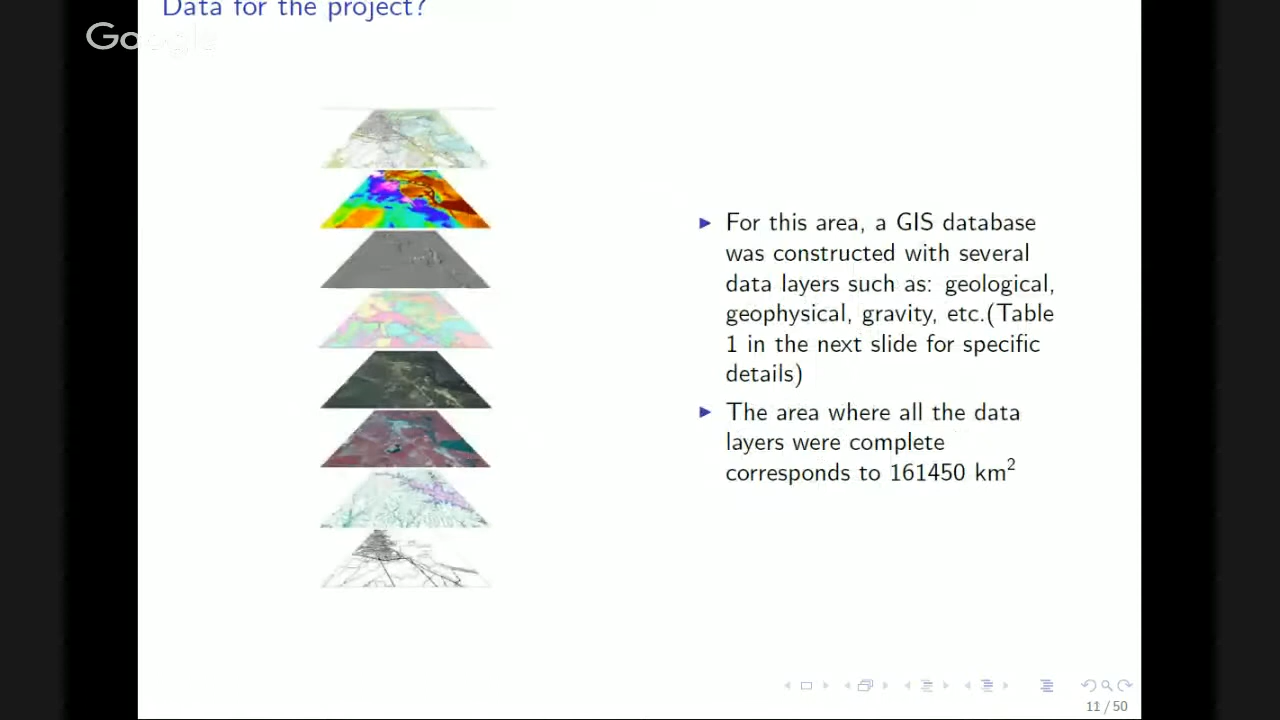 Data for the project?
Google
For this area, a GIS database
was constructed with several
data layers such as: geological,
geophysical, gravity, etc.(Table
1 in the next slide for specific
details)
The area where all the data
layers were complete
corresponds to 161450 km²
11 / 50